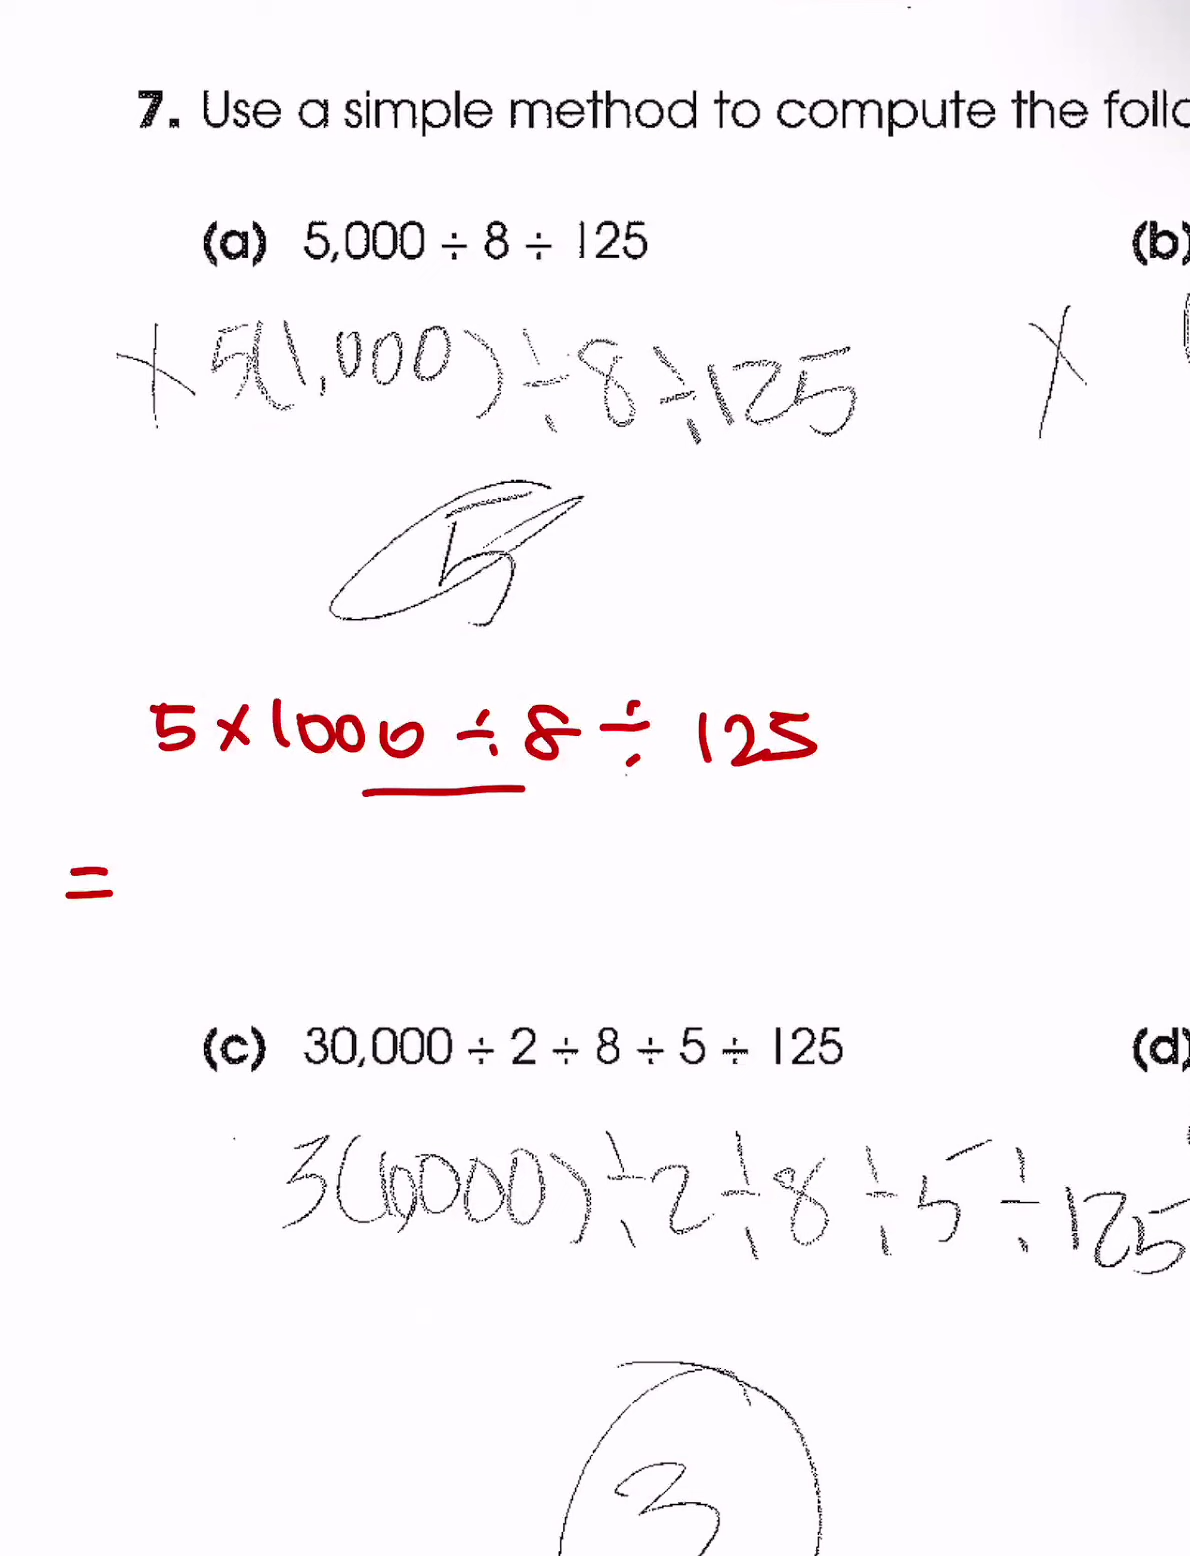 7. Use a simple method to compute the
(a) 5,000 ÷ 8 ÷ 125
(b)
5(1,000) ÷ 8 ÷ 125
5
5 × 1000 ÷ 8 ÷ 125
=
(c) 30,000 ÷ 2 ÷ 8 ÷ 5 ÷ 125
(d)
3(10000) ÷ 2 ÷ 8 ÷ 5 ÷ 125
3